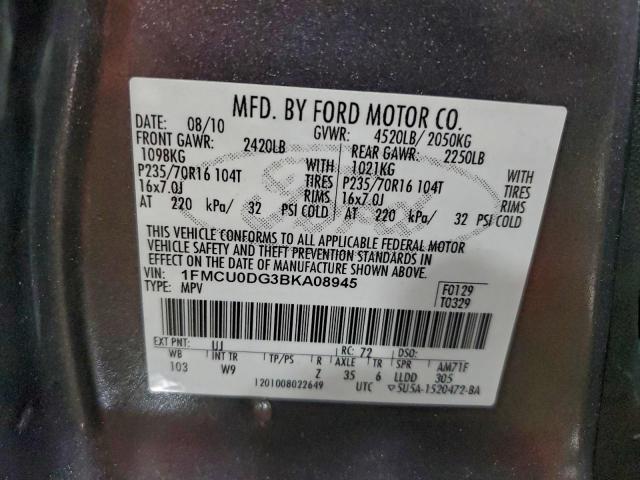 MFD. BY FORD MOTOR CO.
DATE: 08/10 GVWR: 4520LB/ 2050KG
FRONT GAWR: 2420LB REAR GAWR: 2250LB
1098KG WITH 1021KG WITH
P235/70R16 104T TIRES P235/70R16 104T TIRES
16x7.0J RIMS 16x7.0J RIMS
AT 220 kPa/ 32 PSI COLD AT 220 kPa/ 32 PSI COLD
THIS VEHICLE CONFORMS TO ALL APPLICABLE FEDERAL MOTOR
VEHICLE SAFETY AND THEFT PREVENTION STANDARDS IN
EFFECT ON THE DATE OF MANUFACTURE SHOWN ABOVE.
VIN: 1FMCU0DG3BKA08945 F0129
TYPE: MPV T0329
EXT PNT: UJ RC: 72 DSO:
WB INT TR TP/PS R AXLE TR SPR AM71F
103 W9 Z 35 6 LLDD 305
1201008022649 UTC 5U5A-1520472-BA
Ford